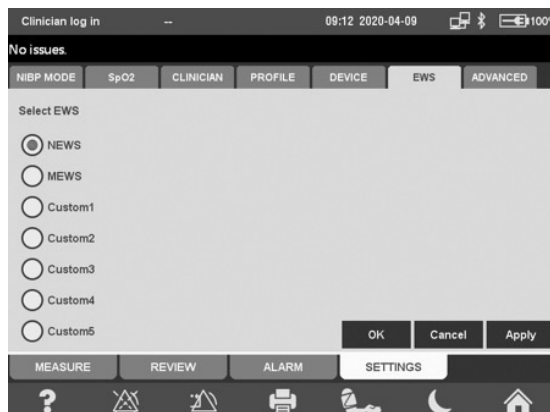 Clinician log in -- 09:12 2020-04-09 100%
No issues.
NIBP MODE SpO2 CLINICIAN PROFILE DEVICE EWS ADVANCED
Select EWS
NEWS
MEWS
Custom1
Custom2
Custom3
Custom4
Custom5
OK Cancel Apply
MEASURE REVIEW ALARM SETTINGS
?